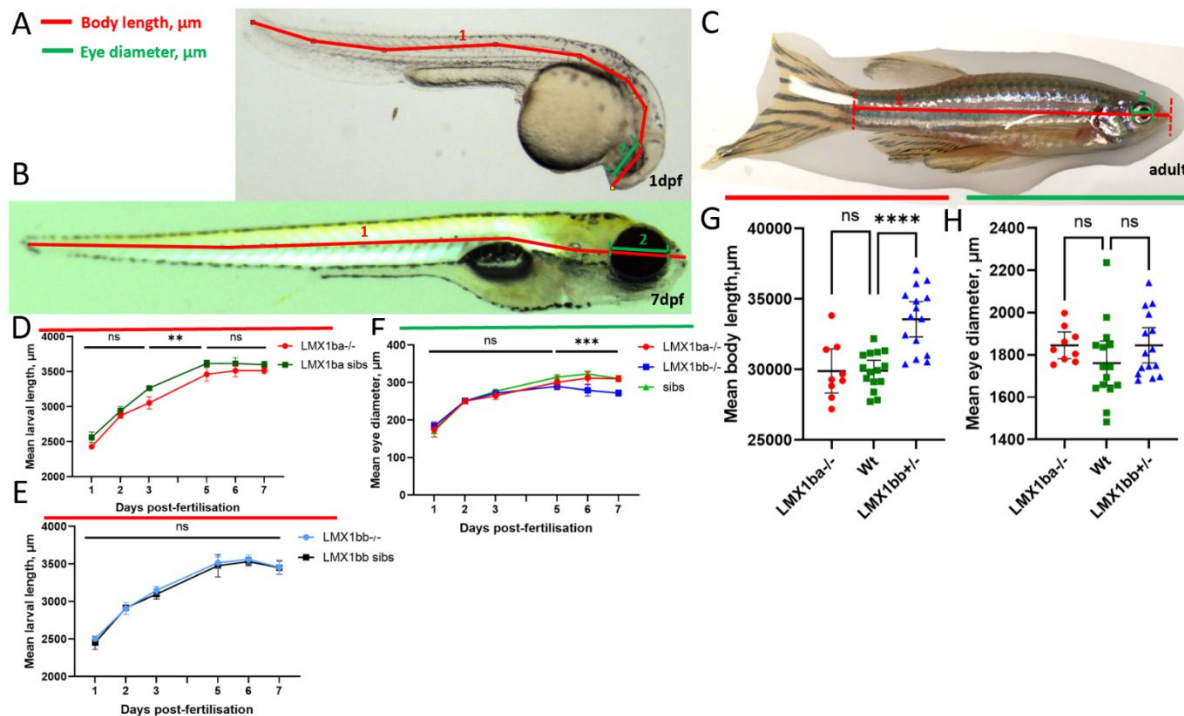 A
Body length, µm
Eye diameter, µm
1
2
1dpf
B
1
2
7dpf
C
1
2
adult
D
ns
**
ns
LMX1ba-/-
LMX1ba sibs
Mean larval length, µm
4000
3500
3000
2500
2000
1
2
3
5
6
7
Days post-fertilisation
E
ns
LMX1bb-/-
LMX1bb sibs
Mean larval length, µm
4000
3500
3000
2500
2000
1
2
3
5
6
7
Days post-fertilisation
F
ns
***
LMX1ba-/-
LMX1bb-/-
sibs
Mean eye diameter, µm
400
300
200
100
0
1
2
3
5
6
7
Days post-fertilisation
G
ns
****
Mean body length,µm
40000
35000
30000
25000
LMX1ba-/-
Wt
LMX1bb+/-
H
ns
ns
Mean eye diameter, µm
2400
2200
2000
1800
1600
1400
LMX1ba-/-
Wt
LMX1bb+/-